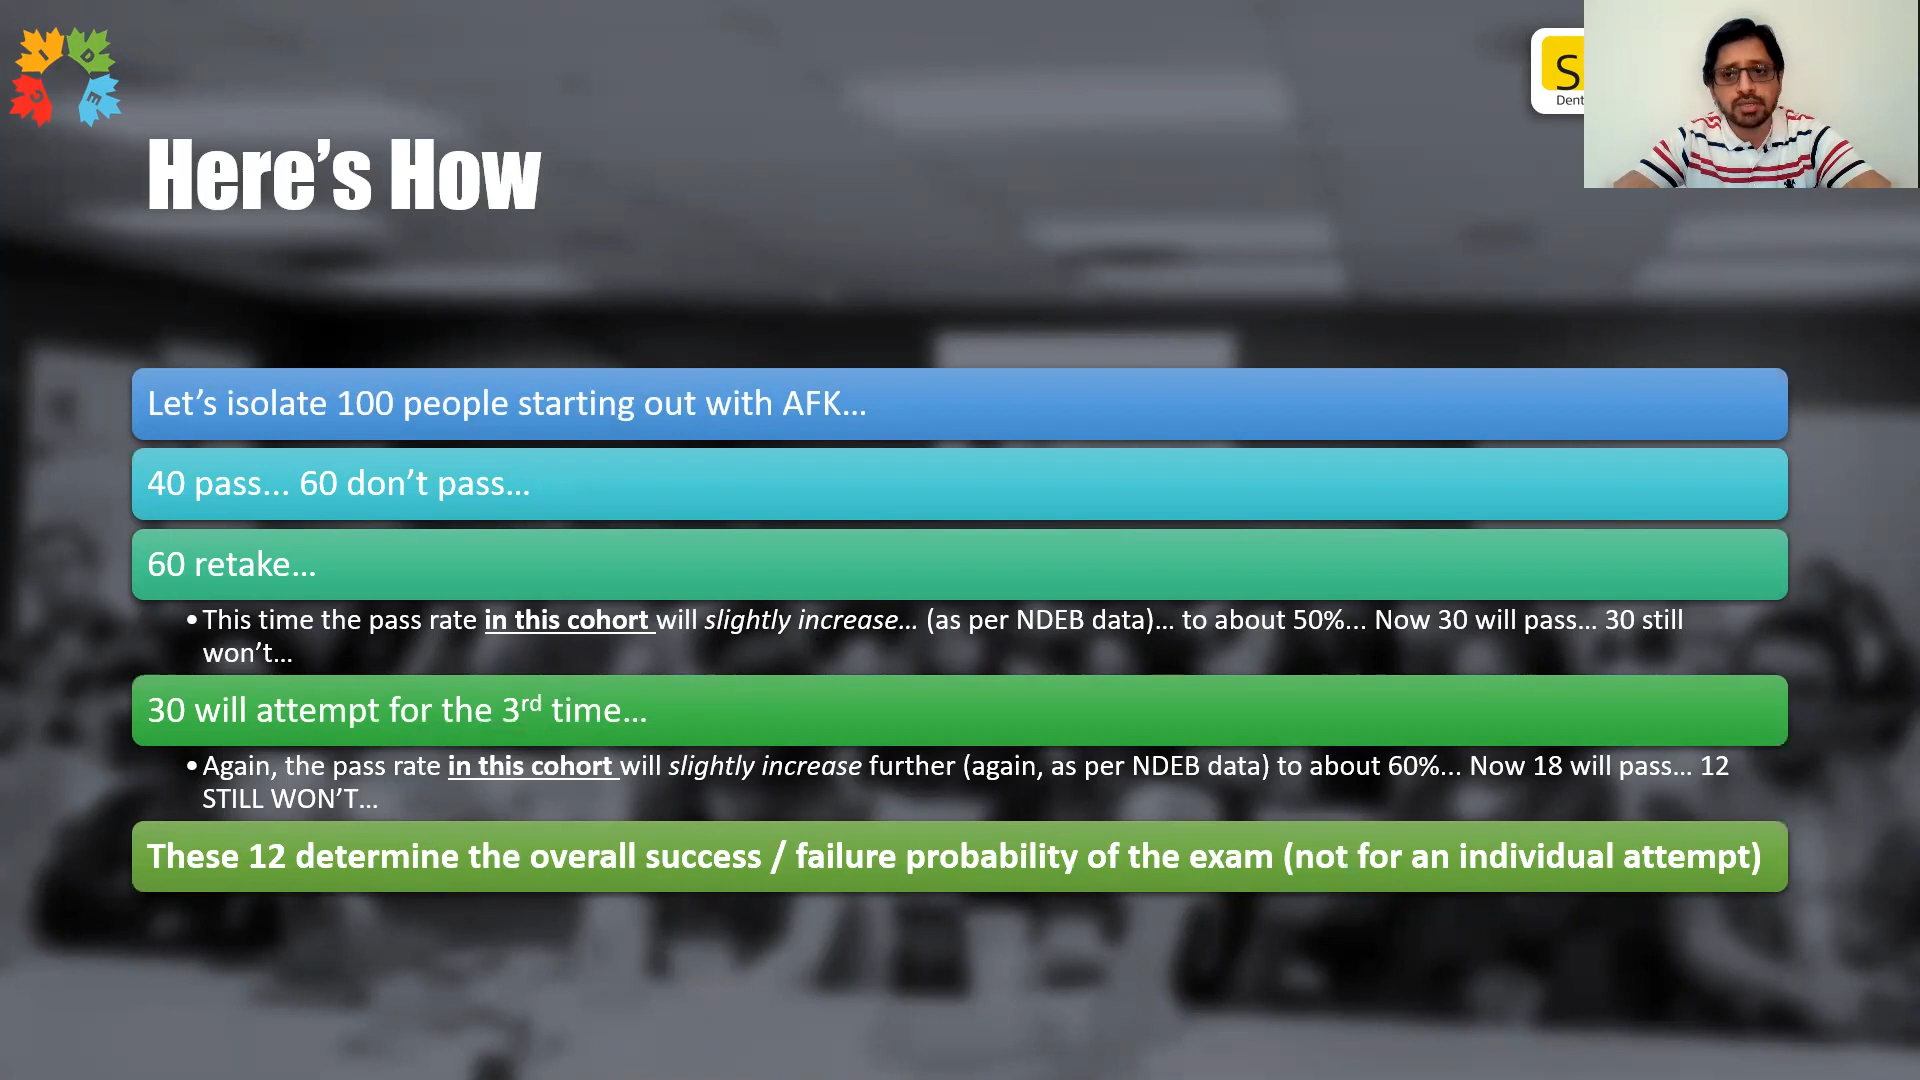 I D
C E
S
Dent
Here’s How
Let’s isolate 100 people starting out with AFK…
40 pass… 60 don’t pass…
60 retake…
•This time the pass rate in this cohort will slightly increase… (as per NDEB data)… to about 50%… Now 30 will pass… 30 still
won’t…
30 will attempt for the 3rd time…
•Again, the pass rate in this cohort will slightly increase further (again, as per NDEB data) to about 60%… Now 18 will pass… 12
STILL WON’T…
These 12 determine the overall success / failure probability of the exam (not for an individual attempt)